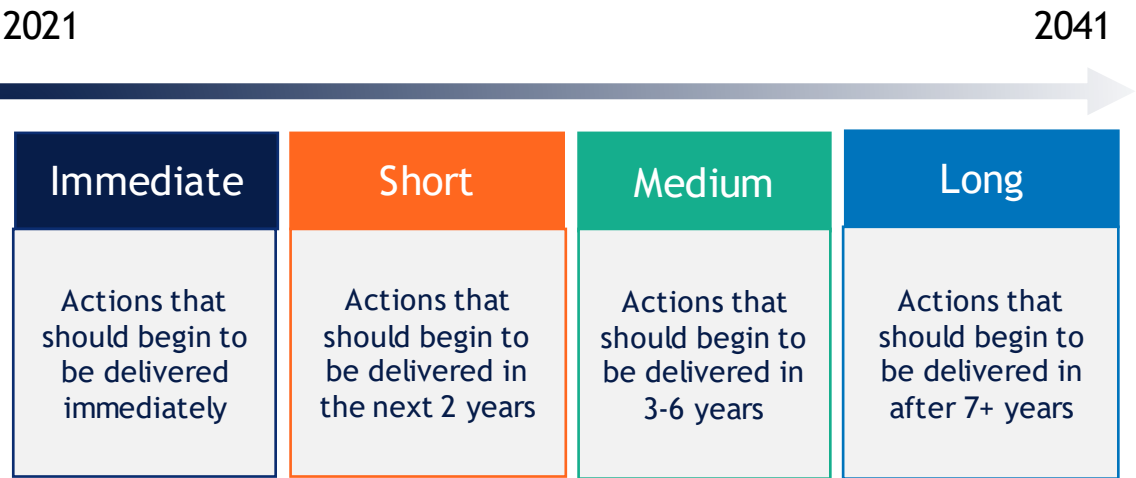 2021
2041
Immediate
Actions that
should begin to
be delivered
immediately
Short
Actions that
should begin to
be delivered in
the next 2 years
Medium
Actions that
should begin to
be delivered in
3-6 years
Long
Actions that
should begin to
be delivered in
after 7+ years